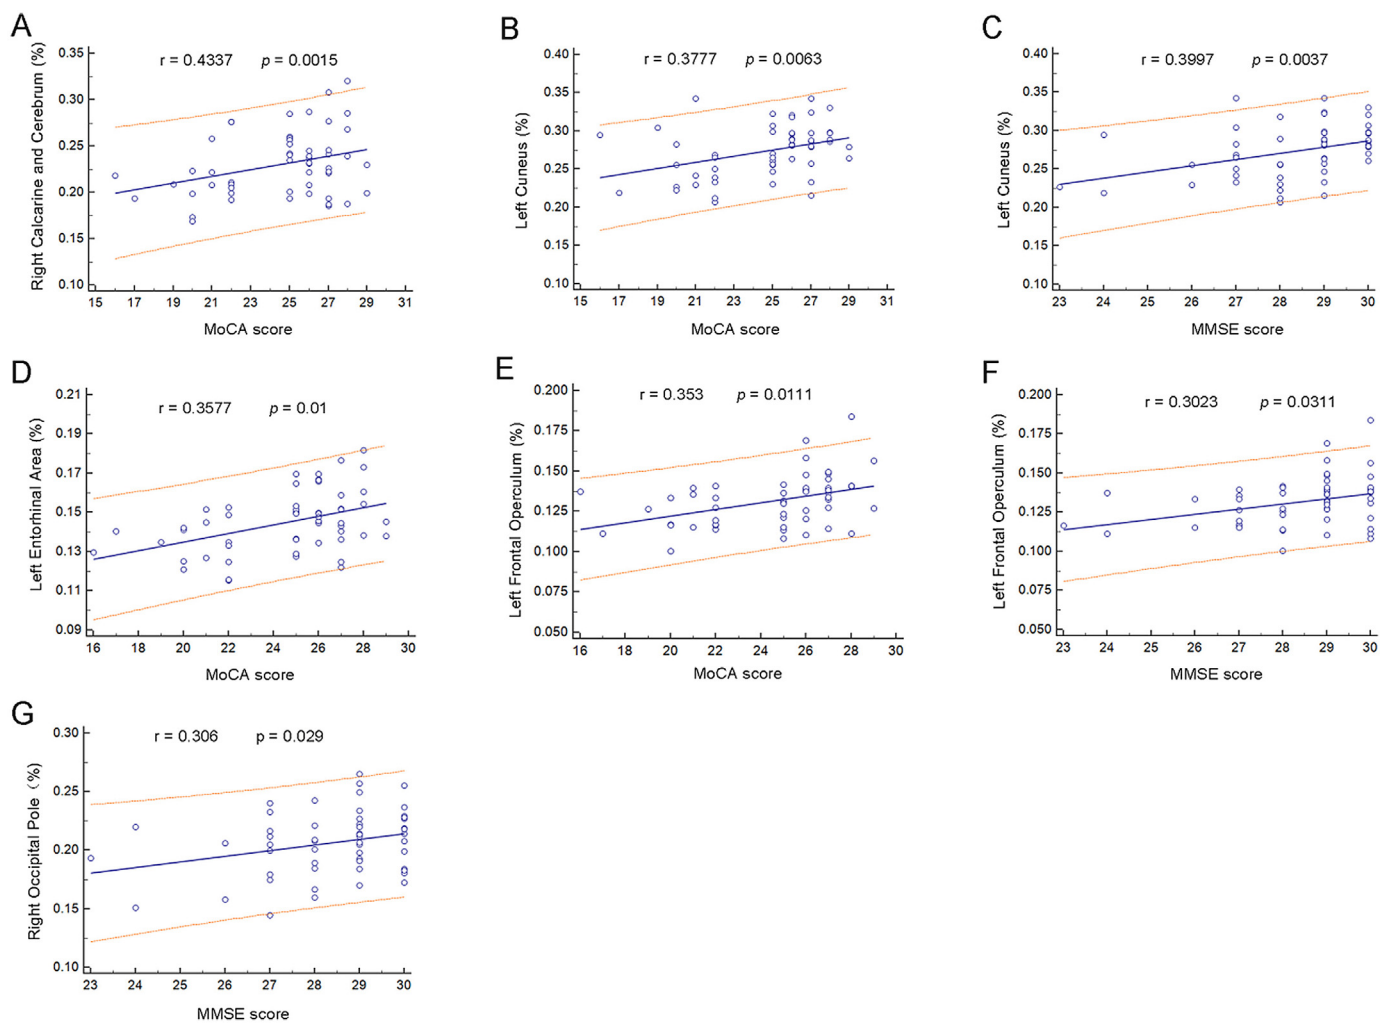 A
r = 0.4337 p = 0.0015
Right Calcarine and Cerebrum (%)
0.35
0.30
0.25
0.20
0.15
0.10
15 17 19 21 23 25 27 29 31
MoCA score
B
r = 0.3777 p = 0.0063
Left Cuneus (%)
0.40
0.35
0.30
0.25
0.20
0.15
0.10
15 17 19 21 23 25 27 29 31
MoCA score
C
r = 0.3997 p = 0.0037
Left Cuneus (%)
0.40
0.35
0.30
0.25
0.20
0.15
0.10
23 24 25 26 27 28 29 30
MMSE score
D
r = 0.3577 p = 0.01
Left Entorhinal Area (%)
0.21
0.19
0.17
0.15
0.13
0.11
0.09
16 18 20 22 24 26 28 30
MoCA score
E
r = 0.353 p = 0.0111
Left Frontal Operculum (%)
0.200
0.175
0.150
0.125
0.100
0.075
0.050
16 18 20 22 24 26 28 30
MoCA score
F
r = 0.3023 p = 0.0311
Left Frontal Operculum (%)
0.200
0.175
0.150
0.125
0.100
0.075
0.050
23 24 25 26 27 28 29 30
MMSE score
G
r = 0.306 p = 0.029
Right Occipital Pole (%)
0.30
0.25
0.20
0.15
0.10
23 24 25 26 27 28 29 30
MMSE score